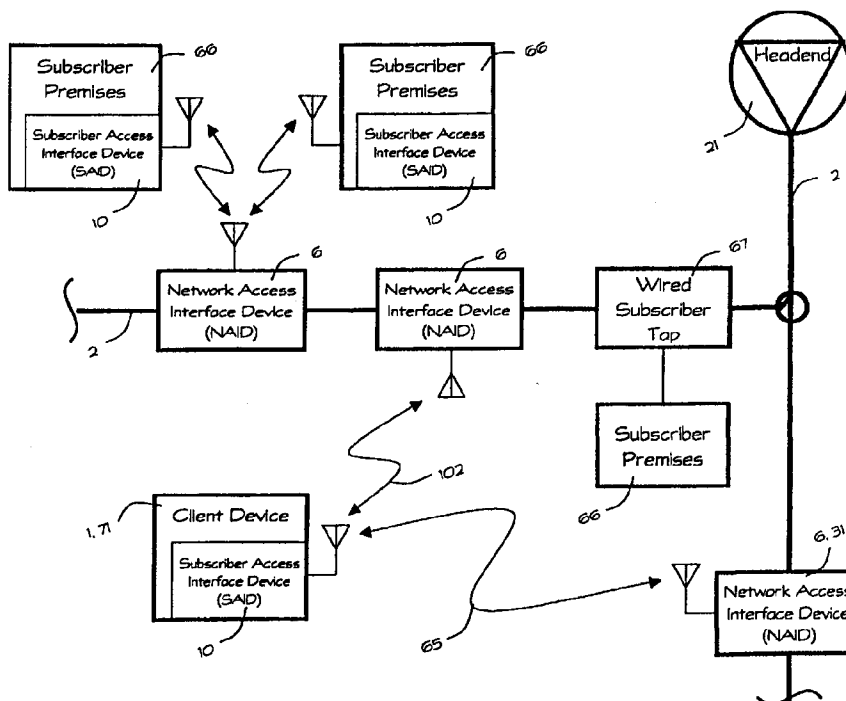 66
Subscriber
Premises
Subscriber Access
Interface Device
(SAID)
10
66
Subscriber
Premises
Subscriber Access
Interface Device
(SAID)
10
Headend
21
2
6
Network Access
Interface Device
(NAID)
2
6
Network Access
Interface Device
(NAID)
67
Wired
Subscriber
Tap
Subscriber
Premises
66
102
1,71
Client Device
Subscriber Access
Interface Device
(SAID)
10
65
6,31
Network Access
Interface Device
(NAID)